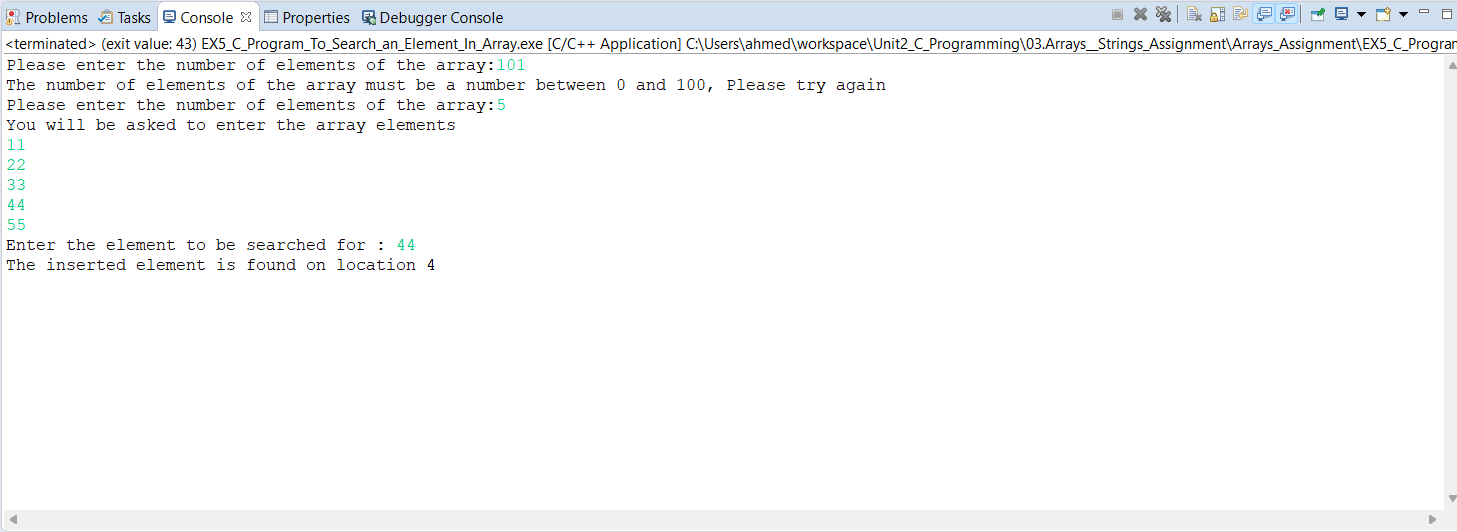 Problems Tasks Console Properties Debugger Console
<terminated> (exit value: 43) EX5_C_Program_To_Search_an_Element_In_Array.exe [C/C++ Application] C:\Users\ahmed\workspace\Unit2_C_Programming\03.Arrays__Strings_Assignment\Arrays_Assignment\EX5_C_Program
Please enter the number of elements of the array:101
The number of elements of the array must be a number between 0 and 100, Please try again
Please enter the number of elements of the array:5
You will be asked to enter the array elements
11
22
33
44
55
Enter the element to be searched for : 44
The inserted element is found on location 4